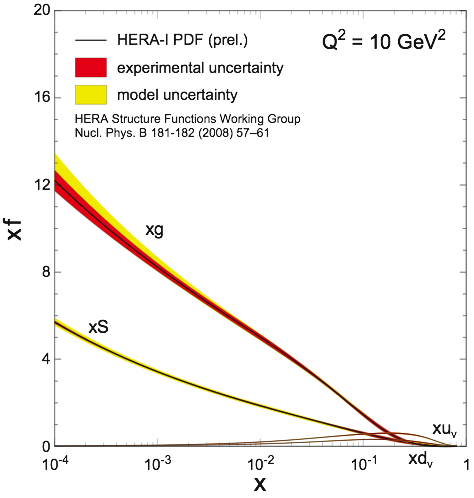 20
16
12
8
4
0
xf
HERA-I PDF (prel.)
experimental uncertainty
model uncertainty
HERA Structure Functions Working Group
Nucl. Phys. B 181-182 (2008) 57–61
Q² = 10 GeV²
xg
xS
xuᵥ
xdᵥ
10⁻⁴
10⁻³
10⁻²
10⁻¹
1
x